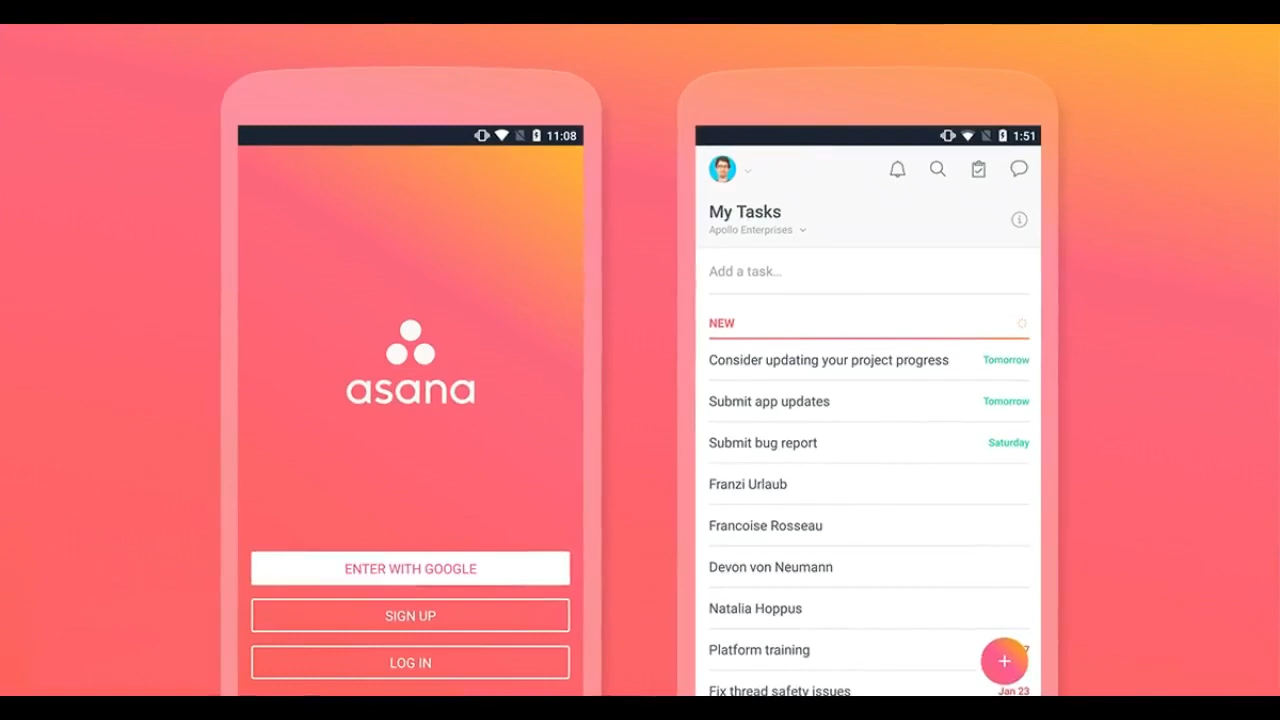 11:08
asana
ENTER WITH GOOGLE
SIGN UP
LOG IN
1:51
My Tasks
Apollo Enterprises
Add a task...
NEW
Consider updating your project progress Tomorrow
Submit app updates Tomorrow
Submit bug report Saturday
Franzi Urlaub
Francoise Rosseau
Devon von Neumann
Natalia Hoppus
Platform training
Fix thread safety issues Jan 23